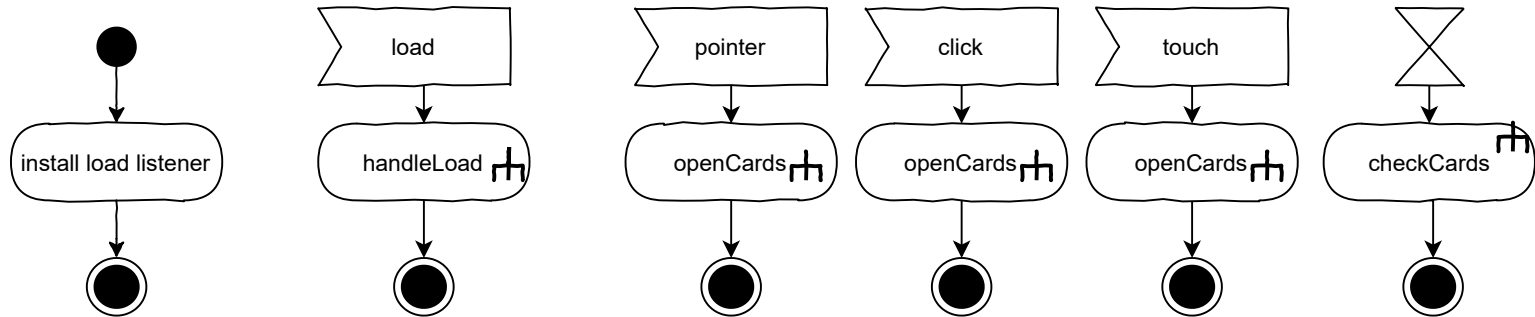 load
pointer
click
touch
install load listener
handleLoad
openCards
openCards
openCards
checkCards